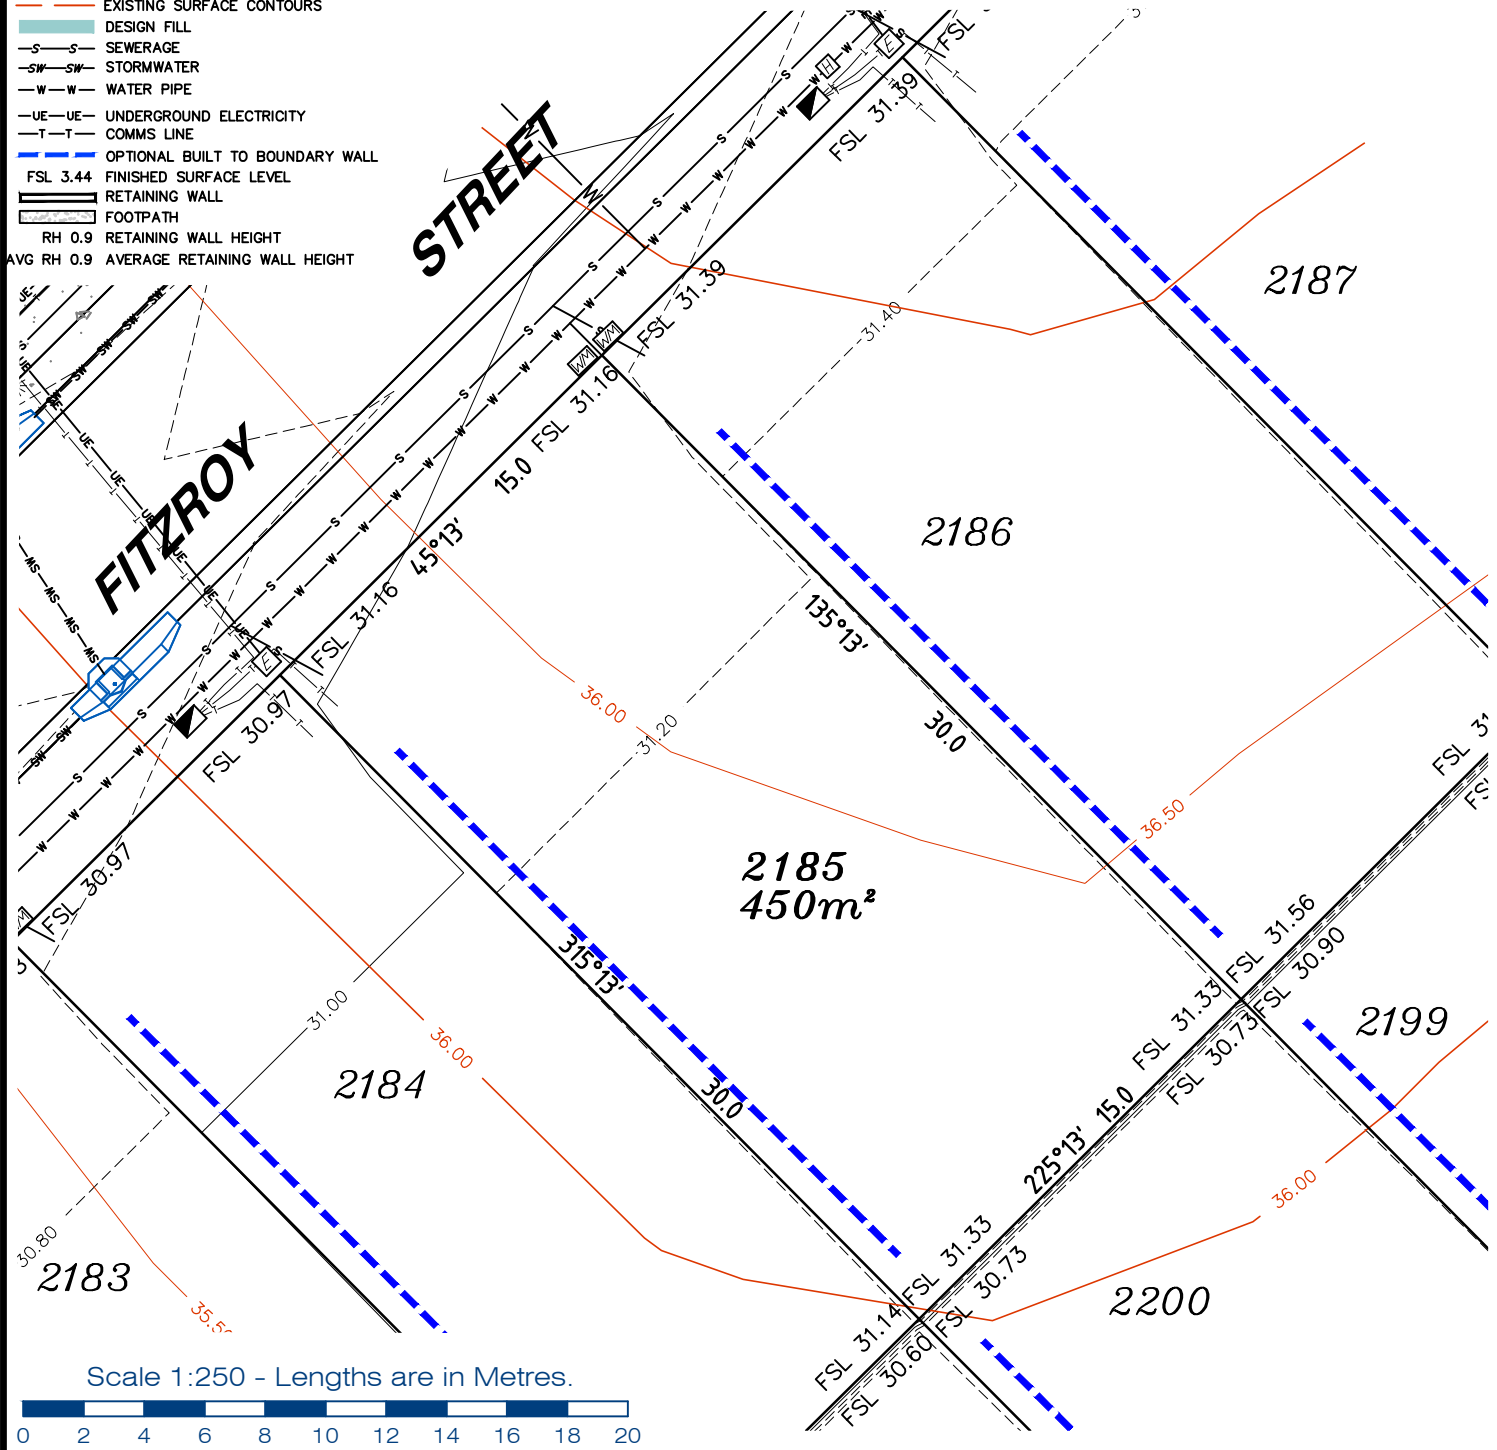 EXISTING SURFACE CONTOURS
DESIGN FILL
S S SEWERAGE
SW SW STORMWATER
W W WATER PIPE
UE UE UNDERGROUND ELECTRICITY
T T COMMS LINE
OPTIONAL BUILT TO BOUNDARY WALL
FSL 3.44 FINISHED SURFACE LEVEL
RETAINING WALL
FOOTPATH
RH 0.9 RETAINING WALL HEIGHT
AVG RH 0.9 AVERAGE RETAINING WALL HEIGHT
STREET
FITZROY
FSL
FSL 31.39
FSL 31.39
2187
31.40
FSL 31.16
15.0
45°13'
FSL 31.16
2186
135°13'
30.0
36.00
31.20
FSL 30.97
FSL 30.97
36.50
2185
450m²
315°13'
30.0
31.00
36.00
2184
FSL 31.56
FSL 30.90
FSL 31.33
FSL 30.73
2199
15.0
225°13'
36.00
FSL 31.33
FSL 30.73
2200
FSL 31.14
FSL 30.60
30.80
2183
35.50
Scale 1:250 - Lengths are in Metres.
0 2 4 6 8 10 12 14 16 18 20